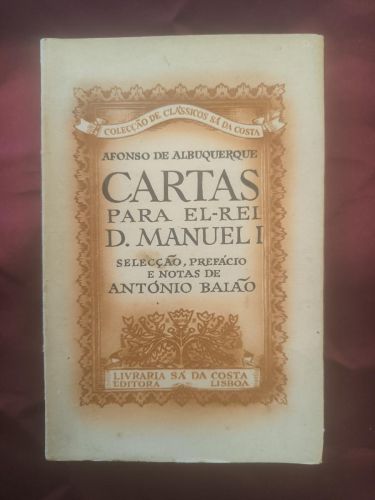 COLECÇÃO DE CLÁSSICOS SÁ DA COSTA
AFONSO DE ALBUQUERQUE
CARTAS
PARA EL-REI
D. MANUEL I
SELECÇÃO, PREFÁCIO
E NOTAS DE
ANTÓNIO BAIÃO
LIVRARIA SÁ DA COSTA
EDITORA LISBOA